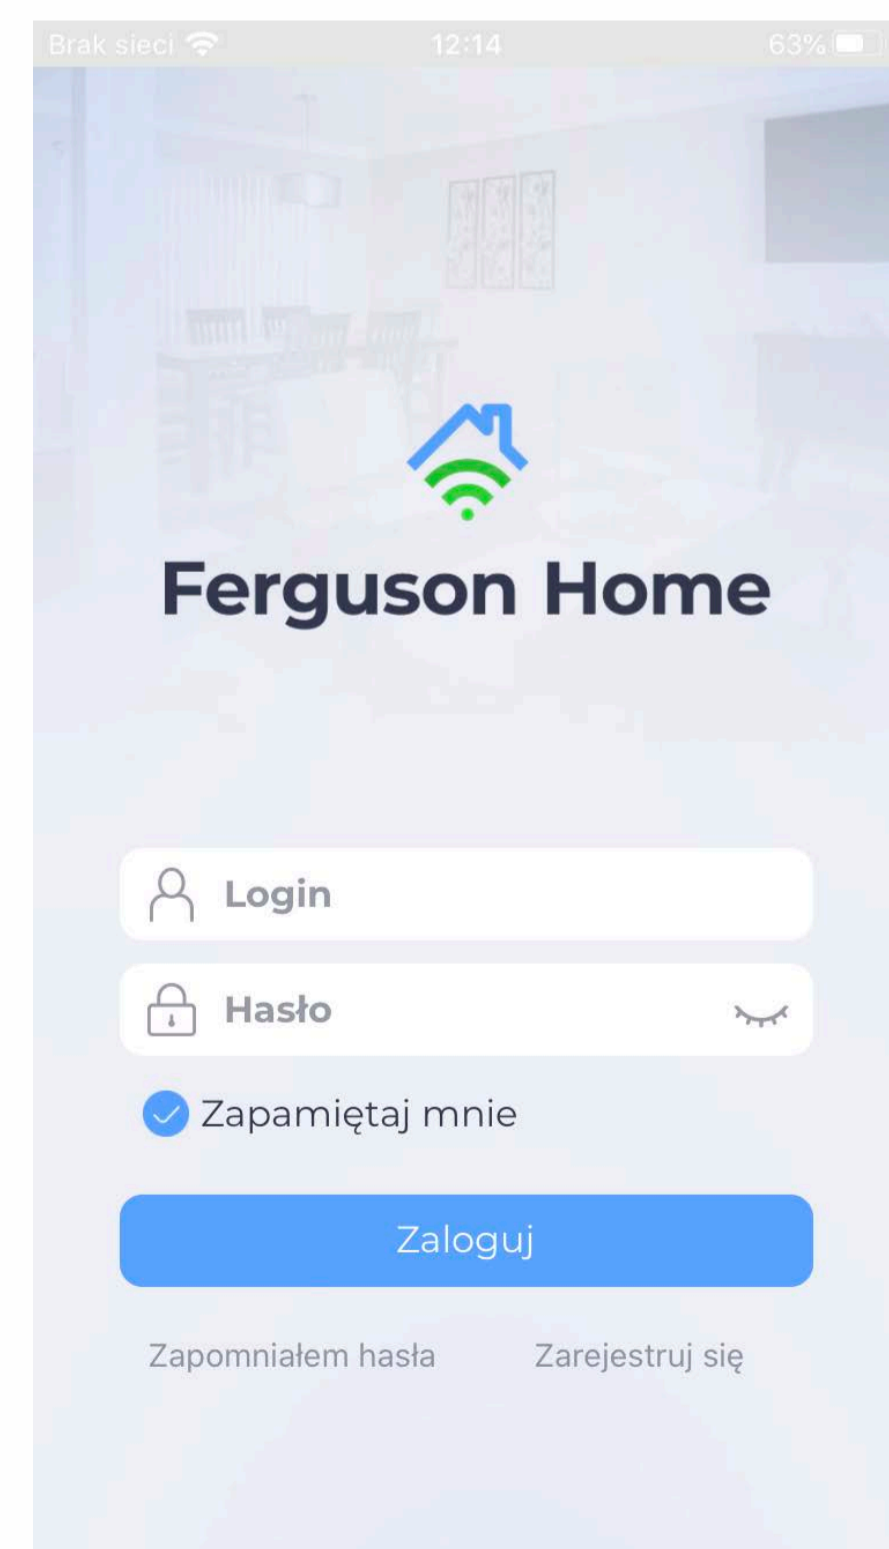 Brak sieci 12:14 63%
Ferguson Home
Login
Hasło
Zapamiętaj mnie
Zaloguj
Zapomniałem hasła Zarejestruj się